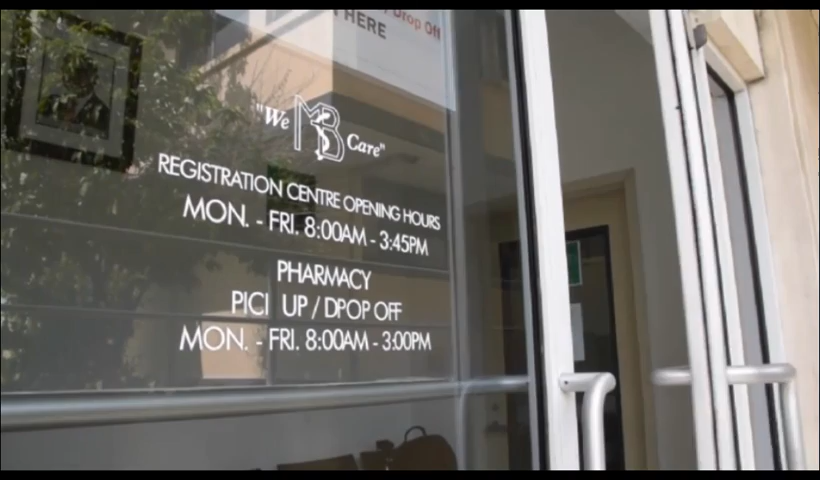 Drop Off
HERE
"We MB Care"
REGISTRATION CENTRE OPENING HOURS
MON. - FRI. 8:00AM - 3:45PM
PHARMACY
PICI UP / DPOP OFF
MON. - FRI. 8:00AM - 3:00PM